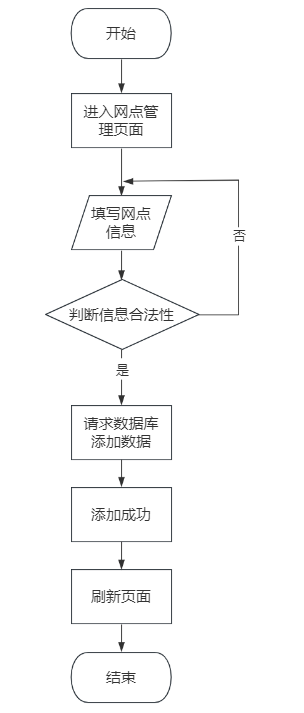 开始
进入网点管
理页面
填写网点
信息
否
判断信息合法性
是
请求数据库
添加数据
添加成功
刷新页面
结束